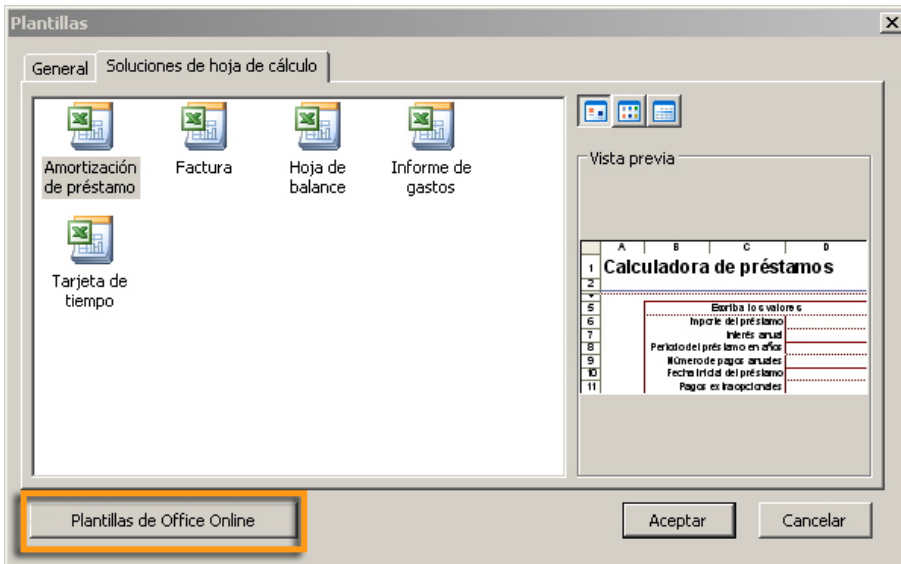 Plantillas
General
Soluciones de hoja de cálculo
Amortización
de préstamo
Factura
Hoja de
balance
Informe de
gastos
Tarjeta de
tiempo
Vista previa
A B C D
1 Calculadora de préstamos
2
5 Escriba los valores
6 Importe del préstamo
7 Interés anual
8 Periodo del préstamo en años
9 Número de pagos anuales
10 Fecha inicial del préstamo
11 Pagos extra opcionales
Plantillas de Office Online
Aceptar
Cancelar